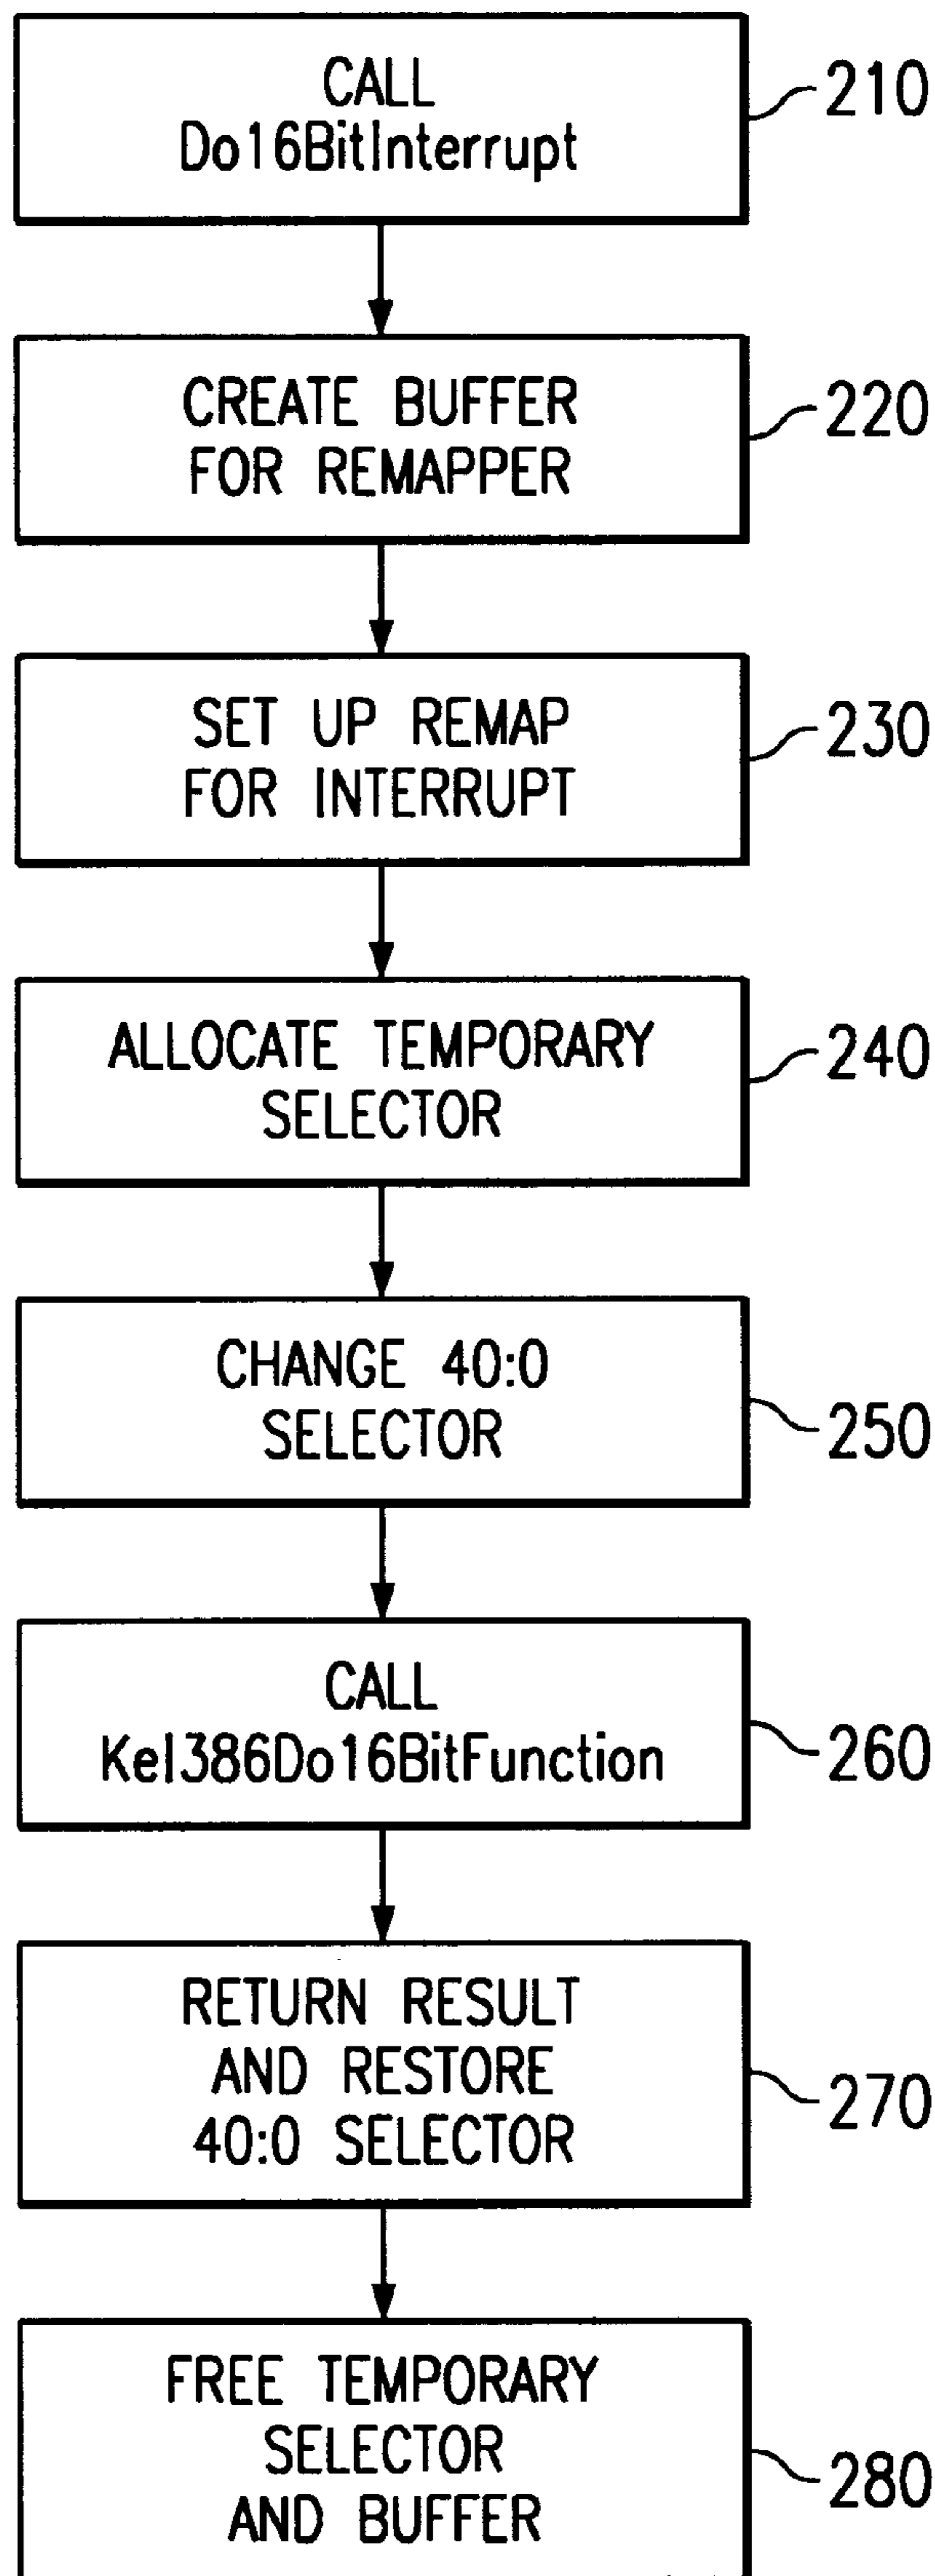 CALL
Do16BitInterrupt
210
CREATE BUFFER
FOR REMAPPER
220
SET UP REMAP
FOR INTERRUPT
230
ALLOCATE TEMPORARY
SELECTOR
240
CHANGE 40:0
SELECTOR
250
CALL
Kel386Do16BitFunction
260
RETURN RESULT
AND RESTORE
40:0 SELECTOR
270
FREE TEMPORARY
SELECTOR
AND BUFFER
280